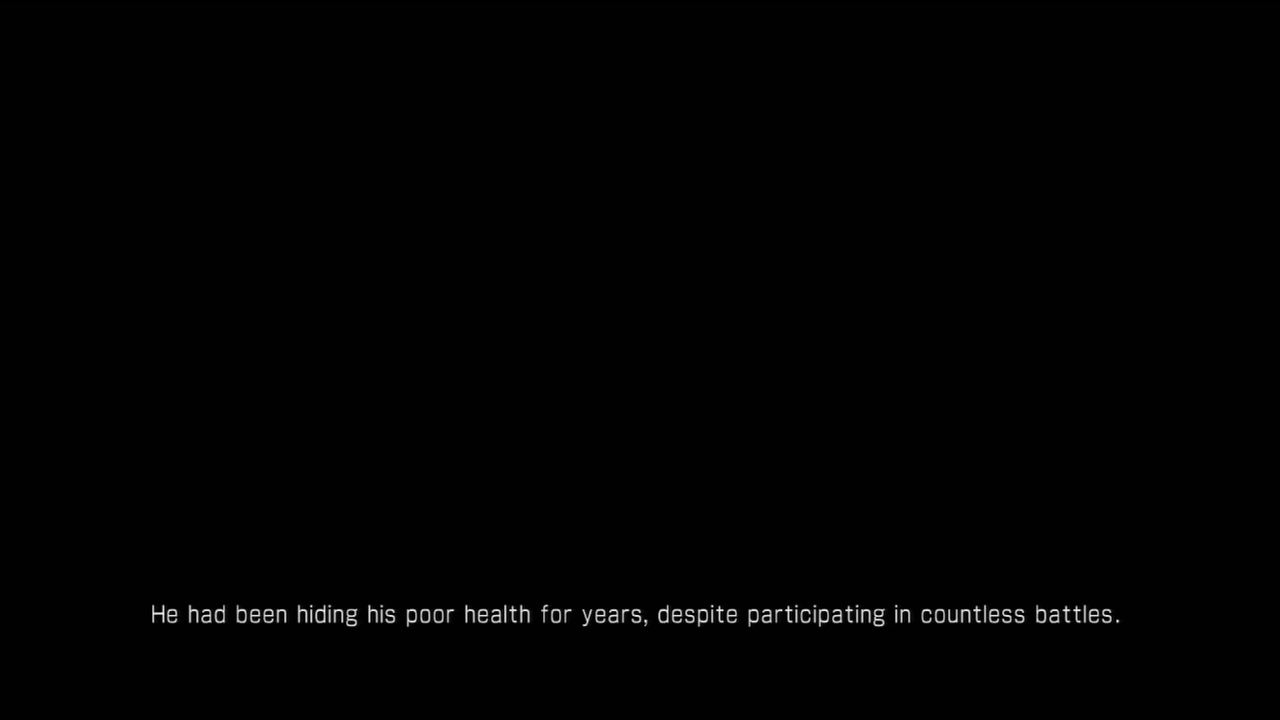 He had been hiding his poor health for years, despite participating in countless battles.